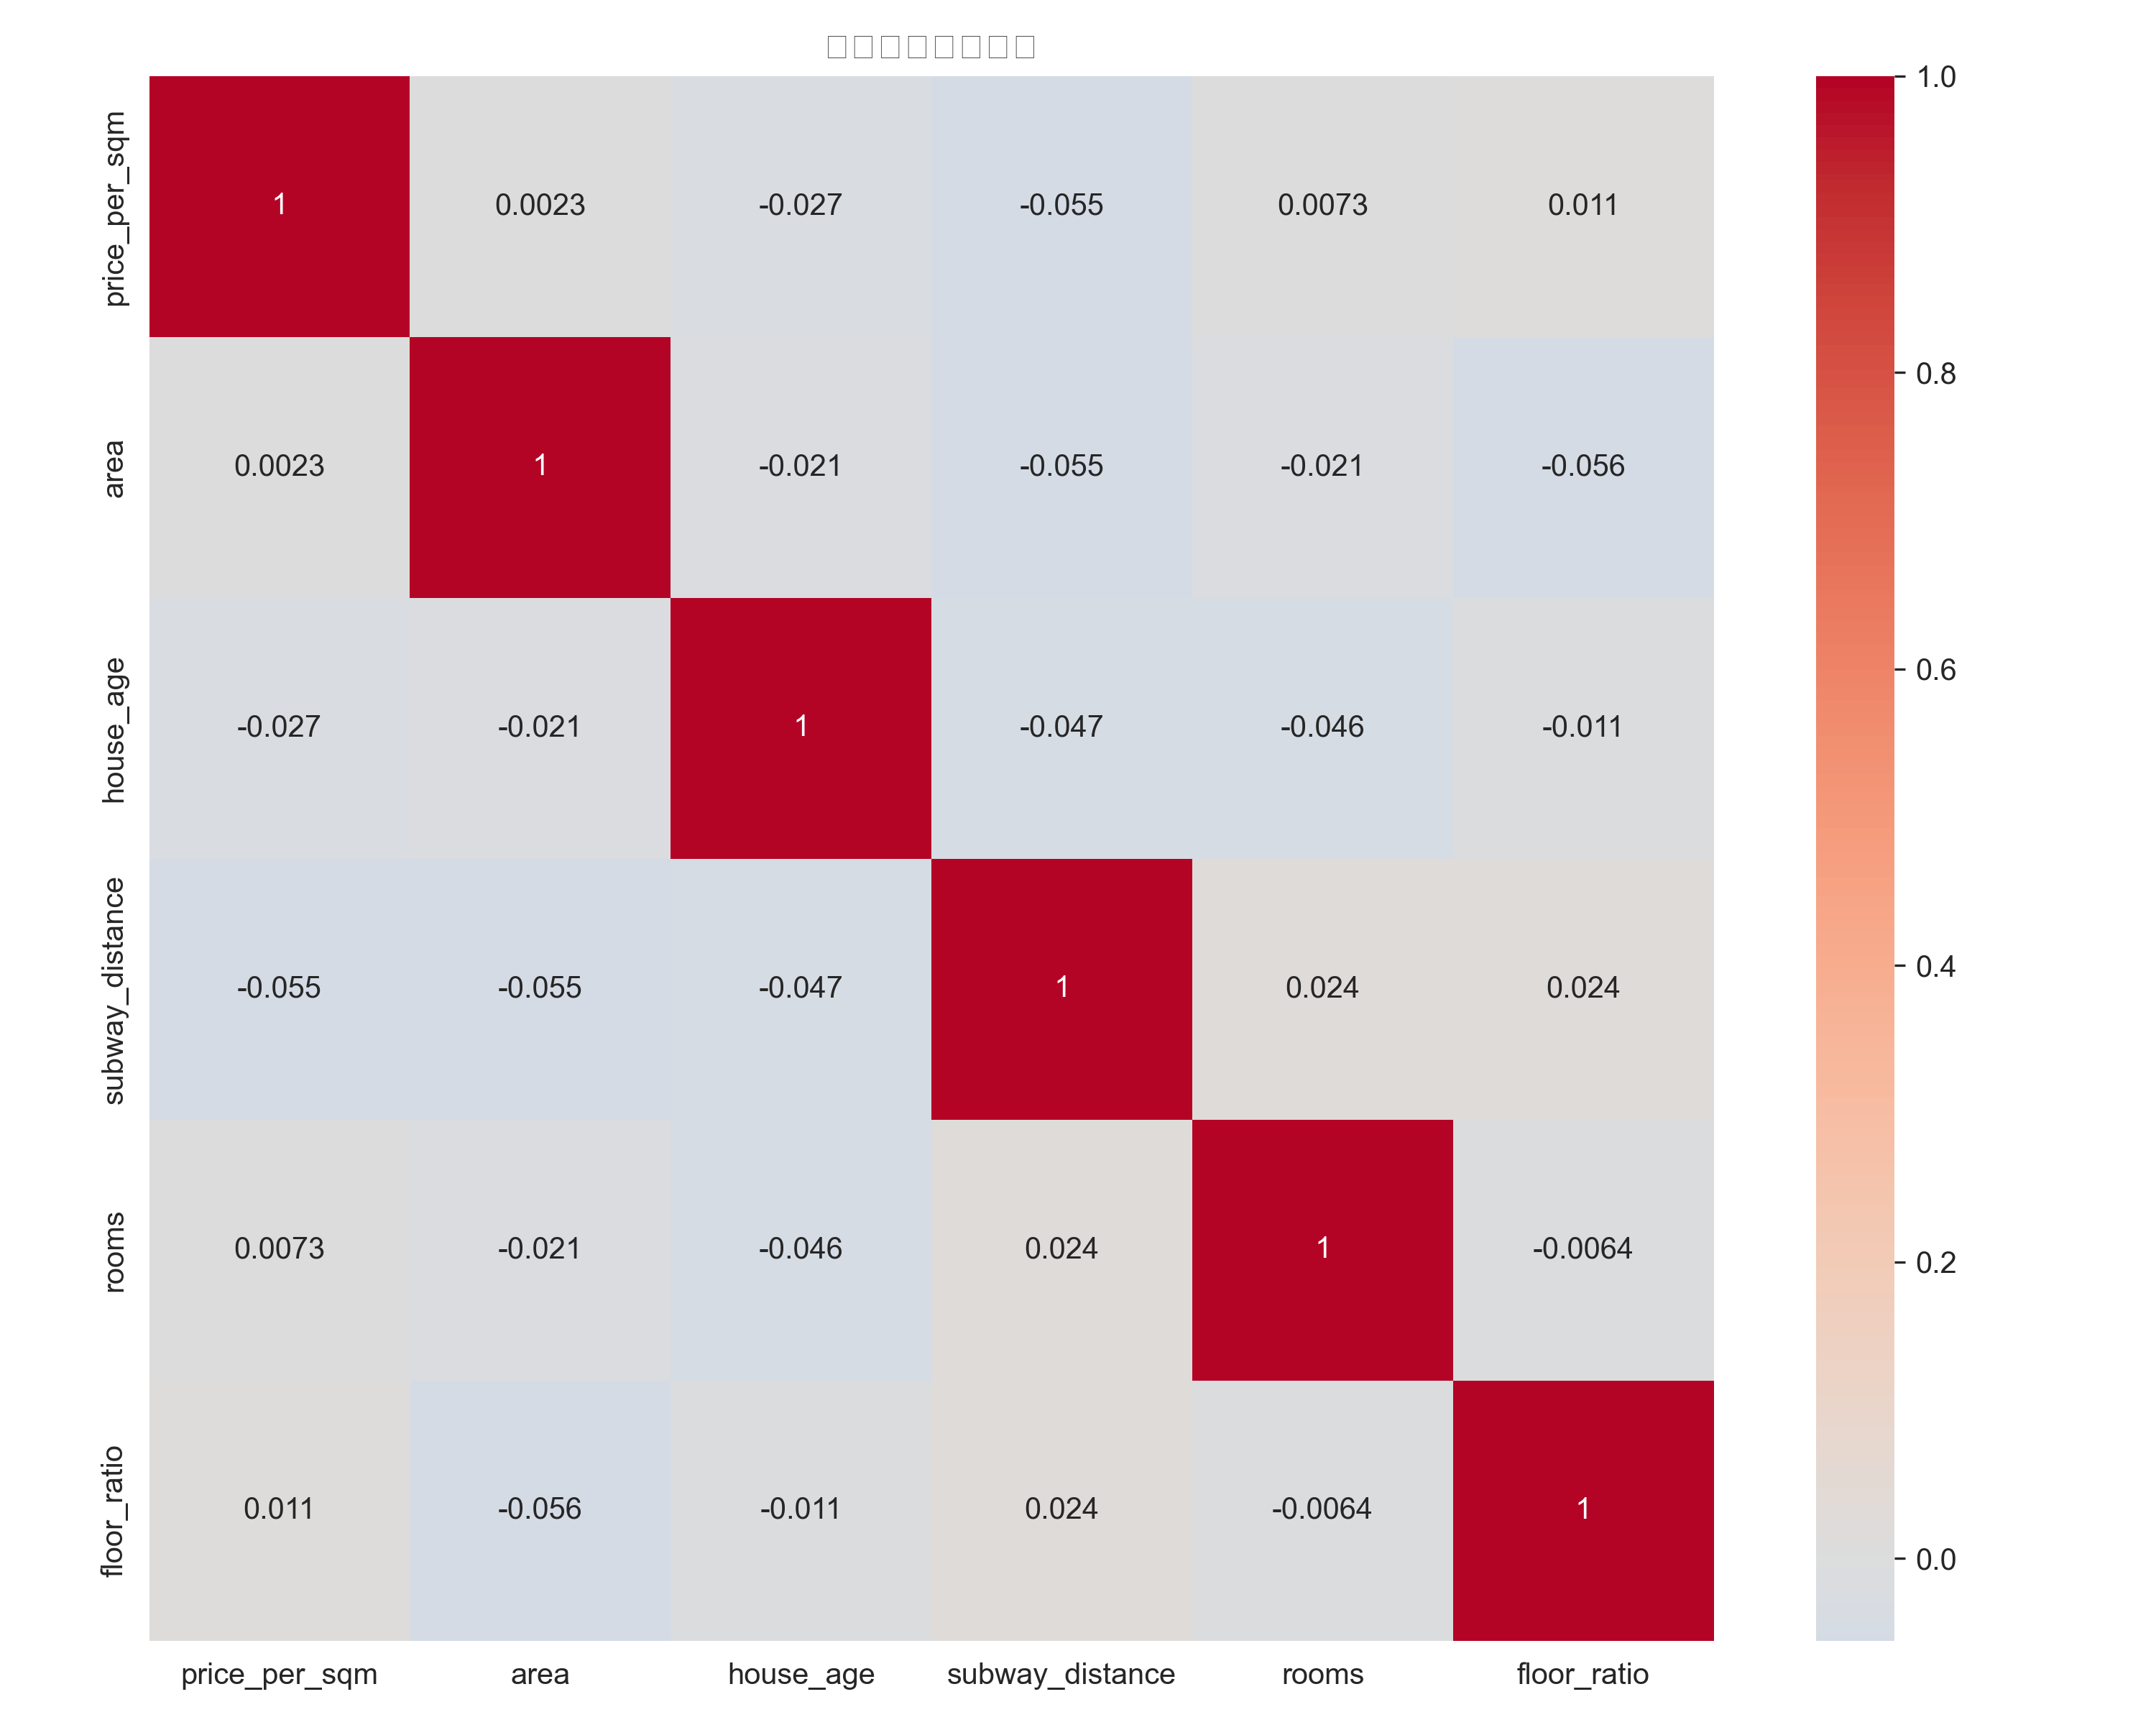 price_per_sqm 1 0.0023 -0.027 -0.055 0.0073 0.011
area 0.0023 1 -0.021 -0.055 -0.021 -0.056
house_age -0.027 -0.021 1 -0.047 -0.046 -0.011
subway_distance -0.055 -0.055 -0.047 1 0.024 0.024
rooms 0.0073 -0.021 -0.046 0.024 1 -0.0064
floor_ratio 0.011 -0.056 -0.011 0.024 -0.0064 1
price_per_sqm area house_age subway_distance rooms floor_ratio
1.0
0.8
0.6
0.4
0.2
0.0